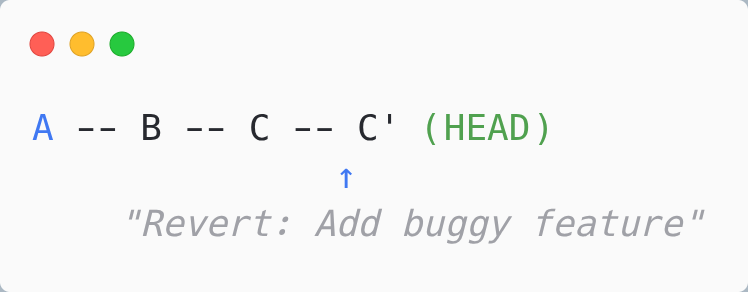 A -- B -- C -- C' (HEAD)
↑
"Revert: Add buggy feature"